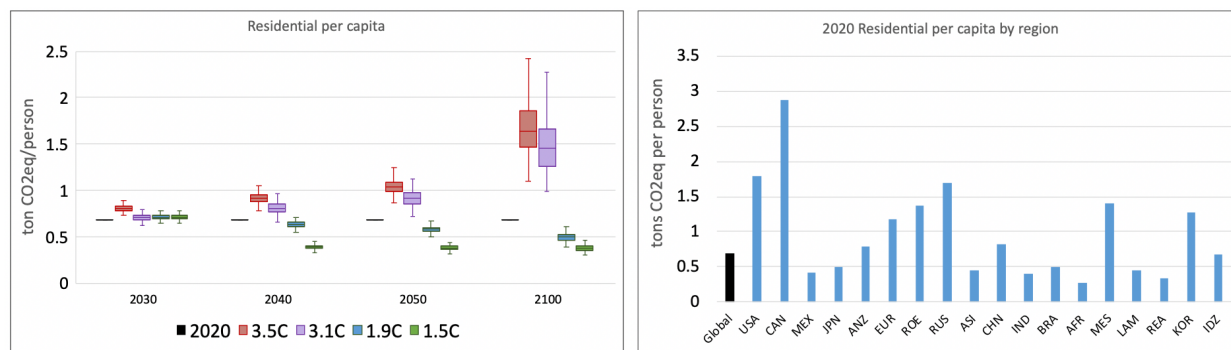 Residential per capita
ton CO2eq/person
2.5
2
1.5
1
0.5
0
2030 2040 2050 2100
2020 3.5C 3.1C 1.9C 1.5C
2020 Residential per capita by region
tons CO2eq per person
3.5
3
2.5
2
1.5
1
0.5
0
Global USA CAN MEX JPN ANZ EUR ROE RUS ASI CHN IND BRA AFR MES LAM REA KOR IDZ